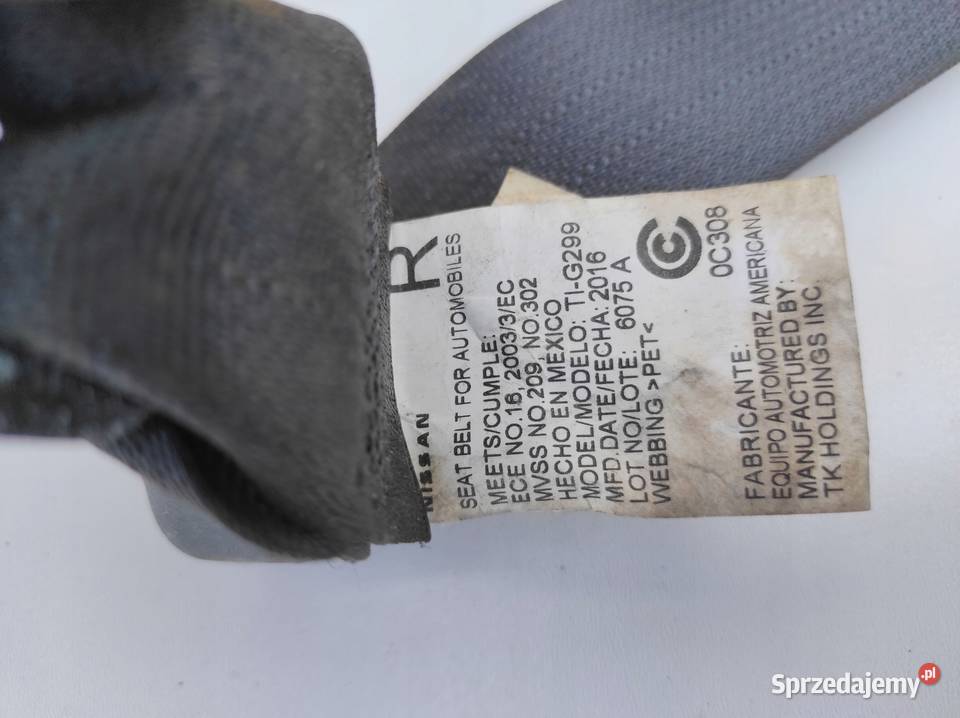 NISSAN
R
SEAT BELT FOR AUTOMOBILES
MEETS/CUMPLE:
ECE NO.16, 2003/3/EC
MVSS NO.209, NO.302
HECHO EN MÉXICO
MODEL/MODELO: TI-G299
MFD.DATE/FECHA:2016
LOT NO/LOTE: 6075 A
WEBBING >PET<
C
0C308
FABRICANTE:
EQUIPO AUTOMOTRIZ AMERICANA
MANUFACTURED BY:
TK HOLDINGS INC.
Sprzedajemy.pl